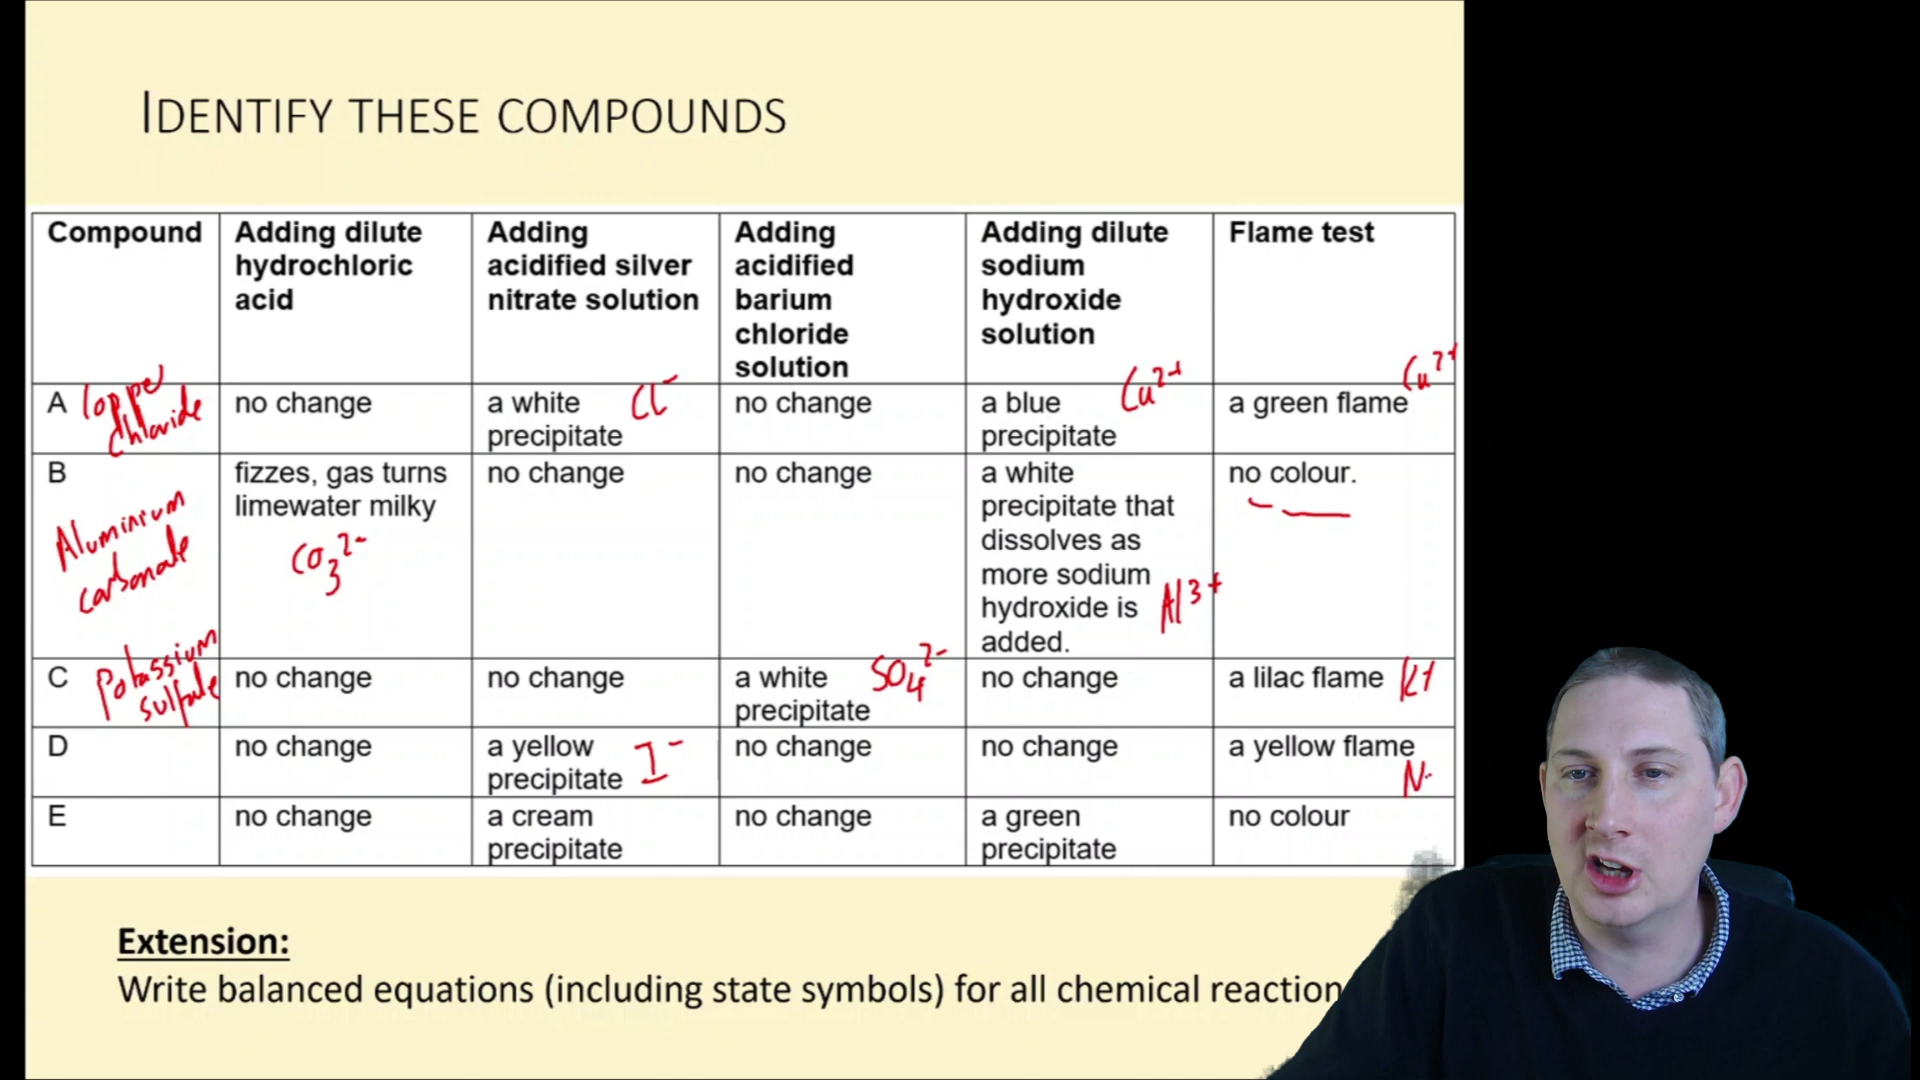 IDENTIFY THESE COMPOUNDS
Compound
Adding dilute
hydrochloric
acid
Adding
acidified silver
nitrate solution
Adding
acidified
barium
chloride
solution
Adding dilute
sodium
hydroxide
solution
Flame test
A
Copper
chloride
no change
a white
precipitate
Cl⁻
no change
a blue
precipitate
Cu²⁺
a green flame
Cu²⁺
B
Aluminium
carbonate
fizzes, gas turns
limewater milky
CO₃²⁻
no change
no change
a white
precipitate that
dissolves as
more sodium
hydroxide is
added.
Al³⁺
no colour.
C
Potassium
sulfate
no change
no change
a white
precipitate
SO₄²⁻
no change
a lilac flame
K+
D
no change
a yellow
precipitate
I⁻
no change
no change
a yellow flame
N
E
no change
a cream
precipitate
no change
a green
precipitate
no colour
Extension:
Write balanced equations (including state symbols) for all chemical reaction